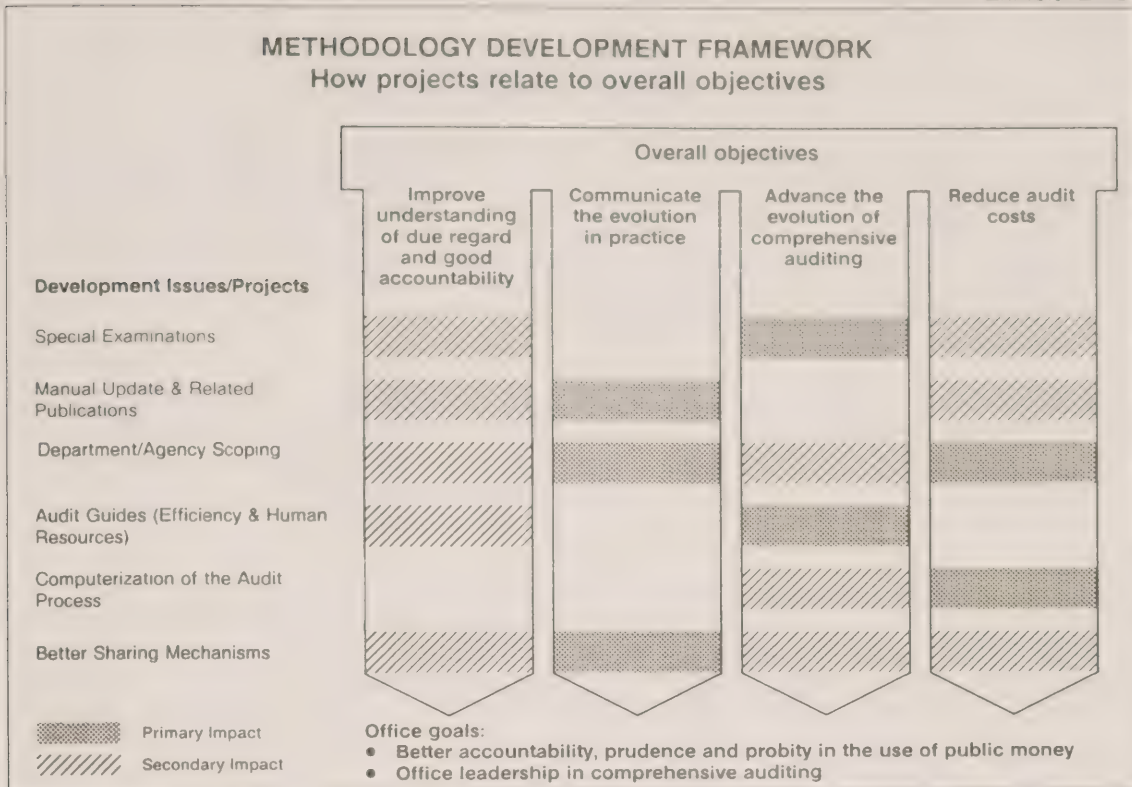 METHODOLOGY DEVELOPMENT FRAMEWORK
How projects relate to overall objectives
Overall objectives
Improve
understanding
of due regard
and good
accountability
Communicate
the evolution
in practice
Advance the
evolution of
comprehensive
auditing
Reduce audit
costs
Development Issues/Projects
Special Examinations
Manual Update & Related
Publications
Department/Agency Scoping
Audit Guides (Efficiency & Human
Resources)
Computerization of the Audit
Process
Better Sharing Mechanisms
Primary Impact
Secondary Impact
Office goals:
• Better accountability, prudence and probity in the use of public money
• Office leadership in comprehensive auditing